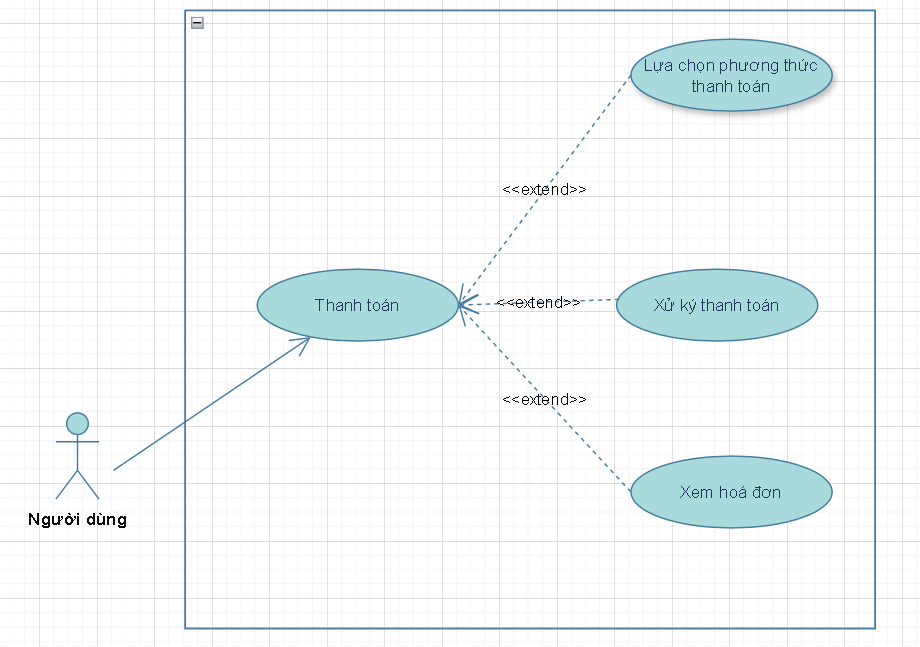 Lựa chọn phương thức
thanh toán
<<extend>>
Thanh toán
<<extend>>
Xử ký thanh toán
<<extend>>
Xem hoá đơn
Người dùng